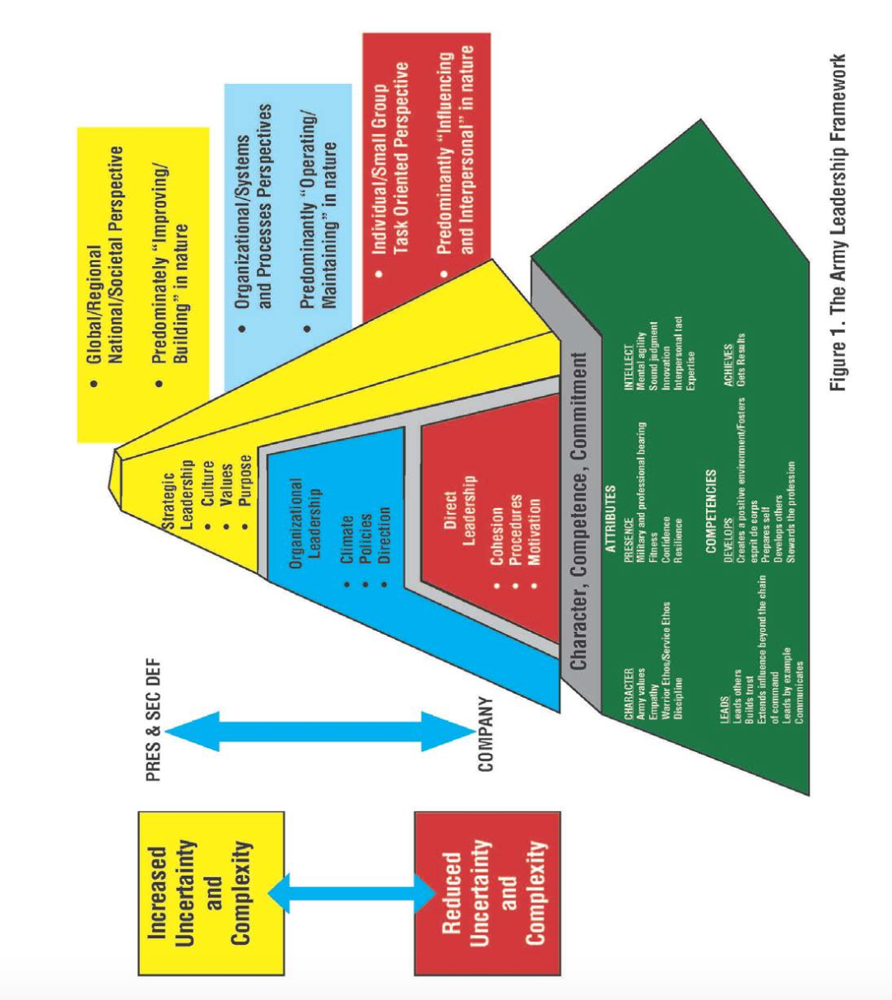 Increased
Uncertainty
and
Complexity
Reduced
Uncertainty
and
Complexity
PRES & SEC DEF
COMPANY
Strategic
Leadership
• Culture
• Values
• Purpose
Organizational
Leadership
• Climate
• Policies
• Direction
Direct
Leadership
• Cohesion
• Procedures
• Motivation
• Global/Regional
National/Societal Perspective
• Predominately “Improving/
Building” in nature
• Organizational/Systems
and Processes Perspectives
• Predominantly “Operating/
Maintaining” in nature
• Individual/Small Group
Task Oriented Perspective
• Predominantly “Influencing
and Interpersonal” in nature
Character, Competence, Commitment
ATTRIBUTES
CHARACTER
Army values
Empathy
Warrior Ethos/Service Ethos
Discipline
PRESENCE
Military and professional bearing
Fitness
Confidence
Resilience
INTELLECT
Mental agility
Sound judgment
Innovation
Interpersonal tact
Expertise
COMPETENCIES
LEADS
Leads others
Builds trust
Extends influence beyond the chain
of command
Leads by example
Communicates
DEVELOPS
Creates a positive environment/Fosters
esprit de corps
Prepares self
Develops others
Stewards the profession
ACHIEVES
Gets Results
Figure 1. The Army Leadership Framework